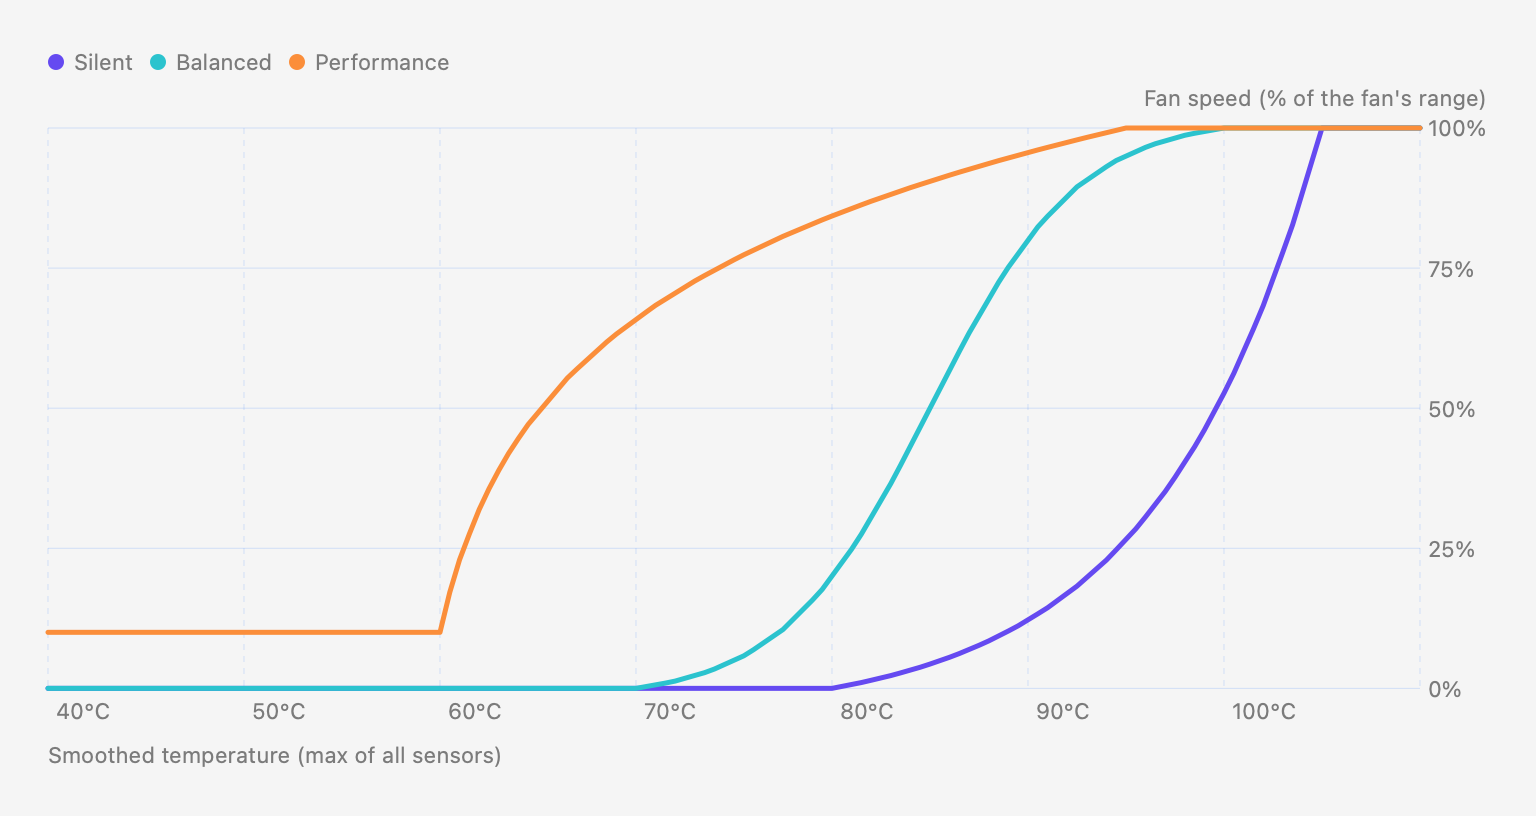 Silent Balanced Performance
Fan speed (% of the fan's range)
100%
75%
50%
25%
0%
40°C 50°C 60°C 70°C 80°C 90°C 100°C
Smoothed temperature (max of all sensors)